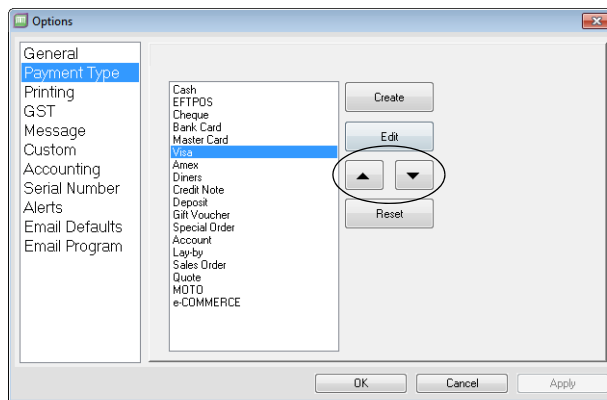 Options
General
Payment Type
Printing
GST
Message
Custom
Accounting
Serial Number
Alerts
Email Defaults
Email Program
Cash
EFTPOS
Cheque
Bank Card
Master Card
Visa
Amex
Diners
Credit Note
Deposit
Gift Voucher
Special Order
Account
Lay-by
Sales Order
Quote
MOTO
e-COMMERCE
Create
Edit
Reset
OK
Cancel
Apply